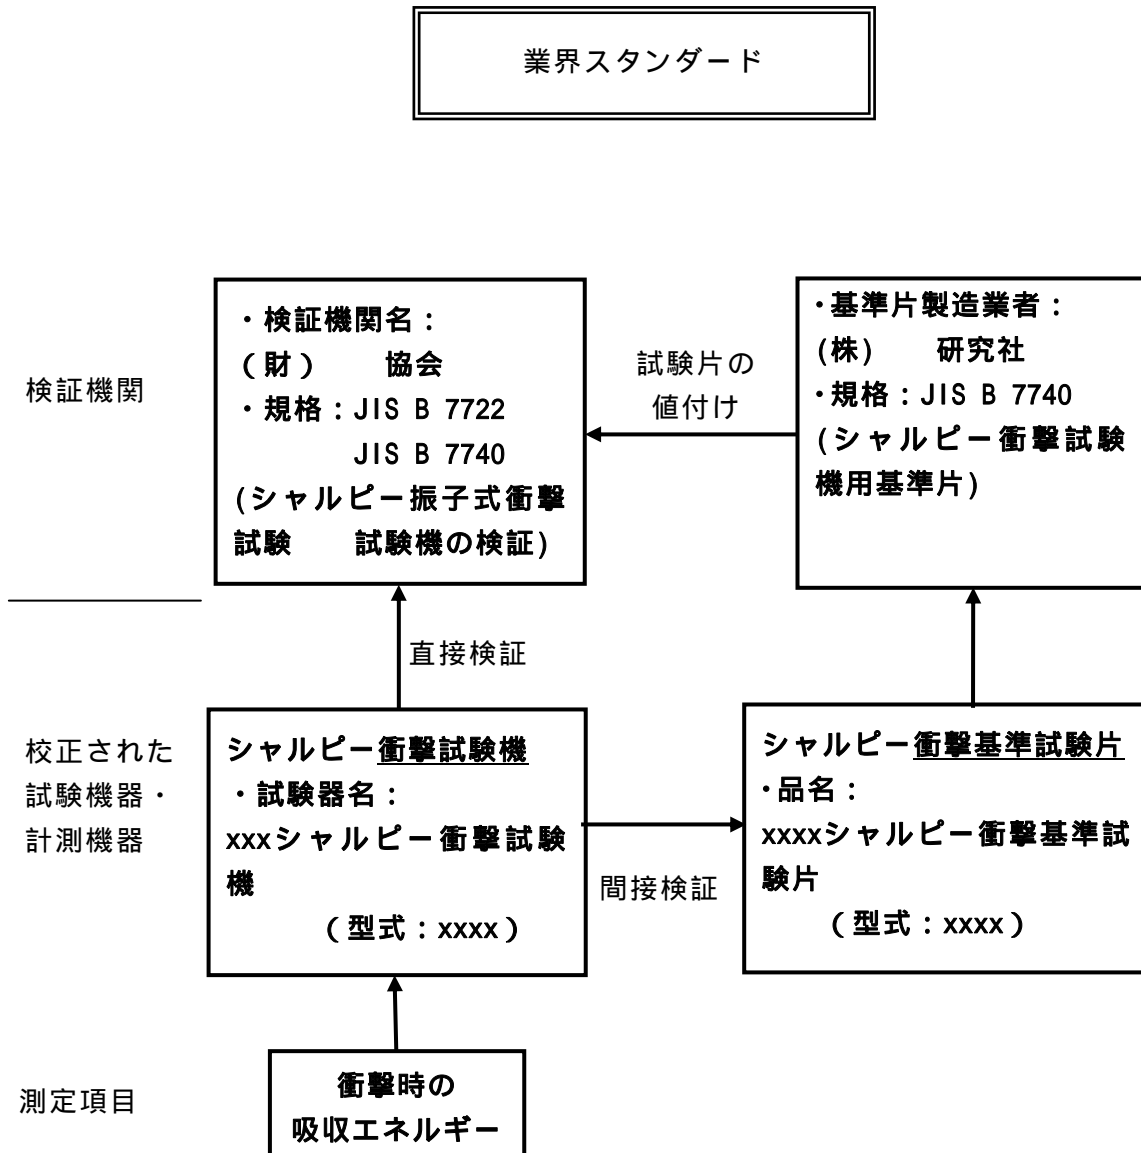 業界スタンダード
検証機関
・検証機関名：
（財）　　協会
・規格：JIS B 7722
JIS B 7740
(シャルピー振子式衝撃
試験　　試験機の検証)
試験片の
値付け
・基準片製造業者：
(株)　　研究社
・規格：JIS B 7740
(シャルピー衝撃試験
機用基準片)
直接検証
校正された
試験機器・
計測機器
シャルピー衝撃試験機
・試験器名：
xxxシャルピー衝撃試験
機
（型式：xxxx）
間接検証
シャルピー衝撃基準試験片
・品名：
xxxxシャルピー衝撃基準試
験片
（型式：xxxx）
測定項目
衝撃時の
吸収エネルギー